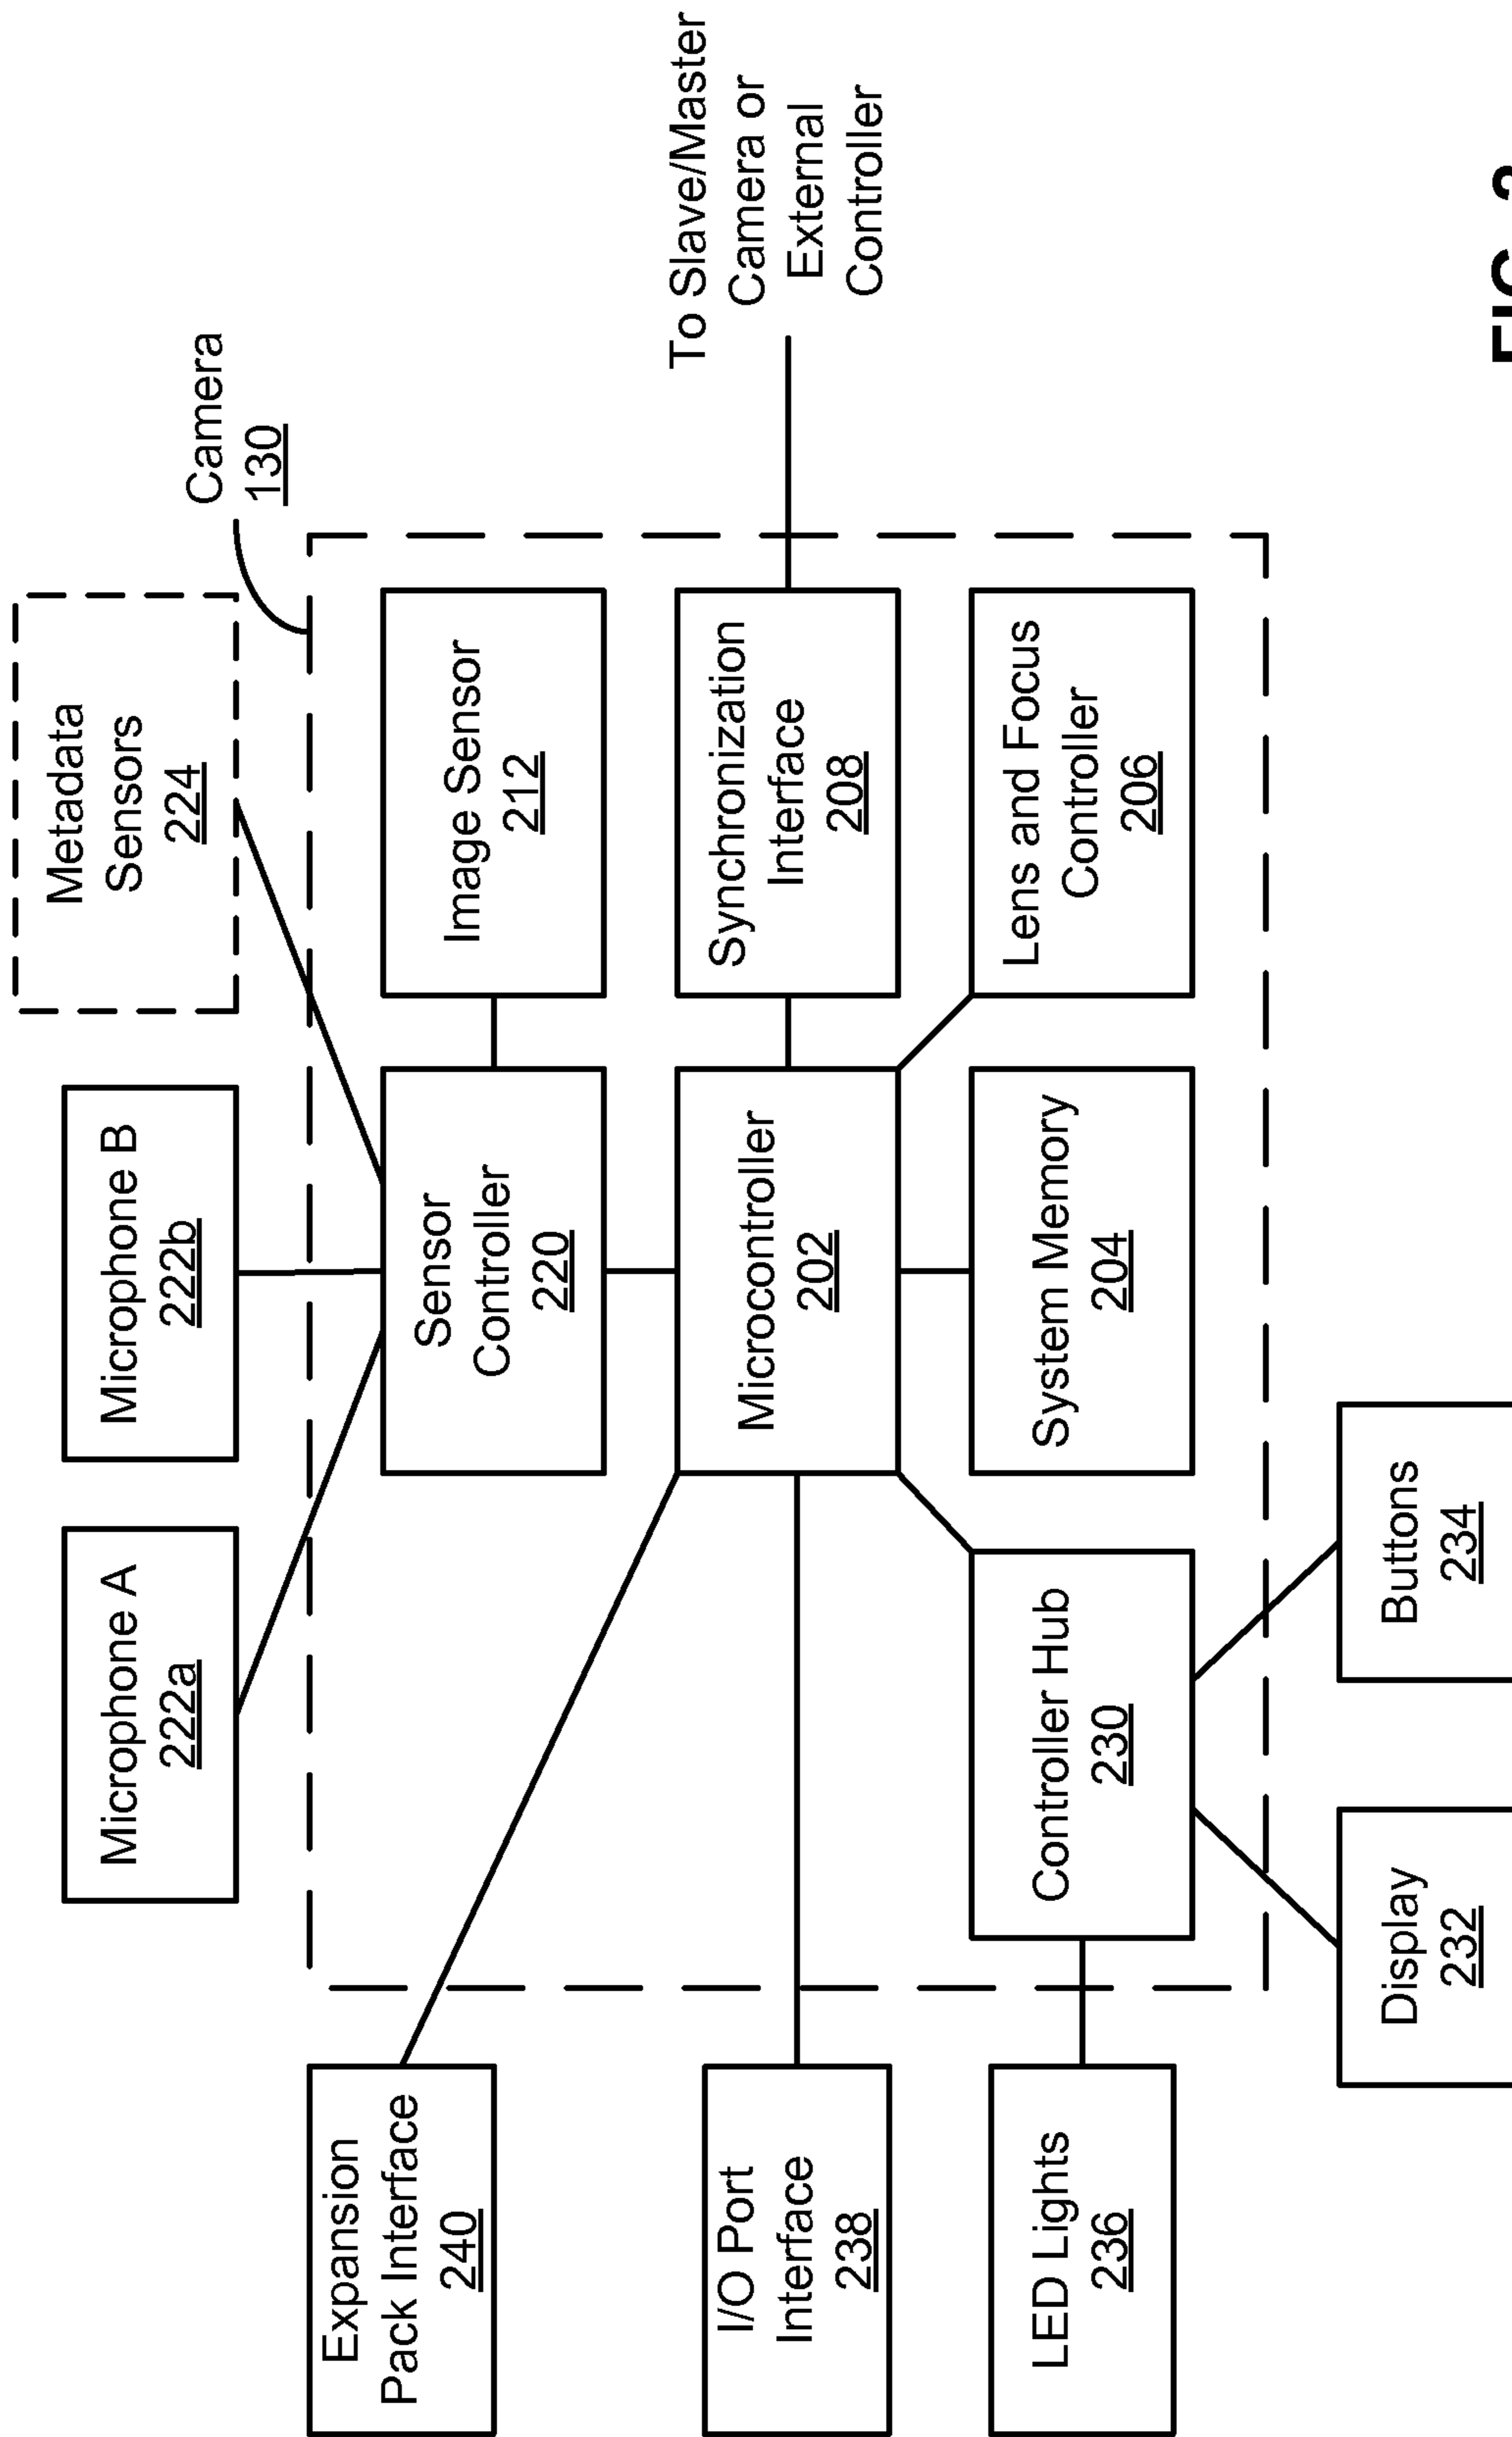 Microphone A
222a
Microphone B
222b
Metadata
Sensors
224
Camera
130
Expansion
Pack Interface
240
Sensor
Controller
220
Image Sensor
212
I/O Port
Interface
238
Microcontroller
202
Synchronization
Interface
208
To Slave/Master
Camera or
External
Controller
LED Lights
236
Controller Hub
230
System Memory
204
Lens and Focus
Controller
206
Display
232
Buttons
234
FIG